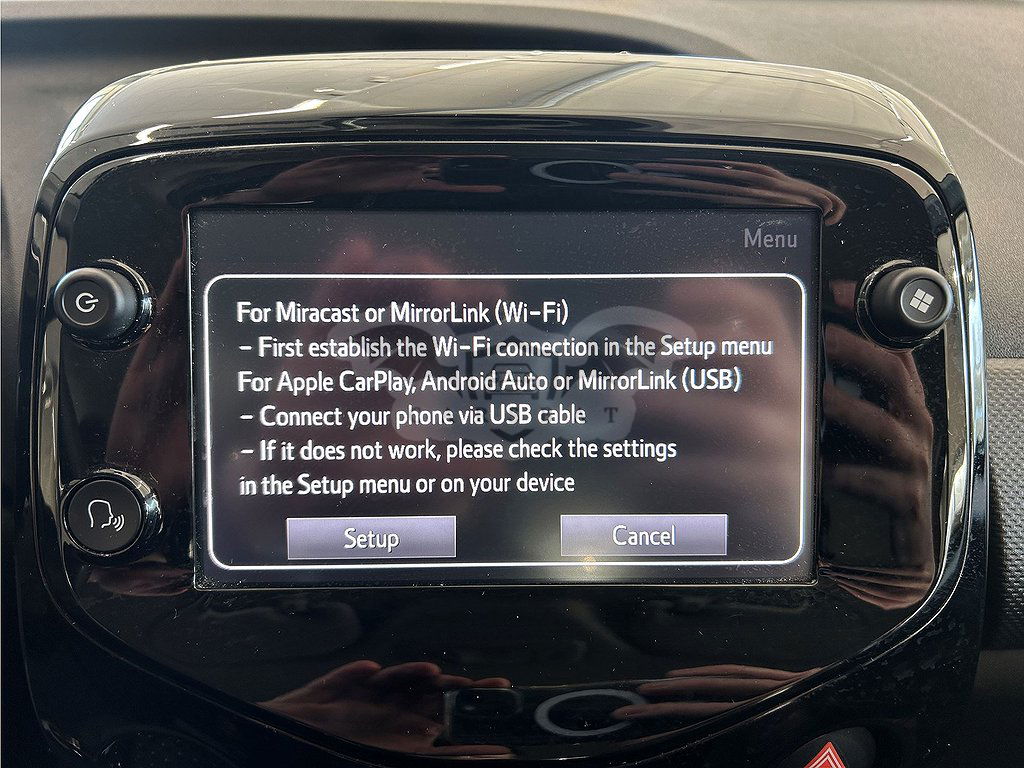 Menu
For Miracast or MirrorLink (Wi-Fi)
- First establish the Wi-Fi connection in the Setup menu
For Apple CarPlay, Android Auto or MirrorLink (USB)
- Connect your phone via USB cable
- If it does not work, please check the settings
in the Setup menu or on your device
Setup
Cancel